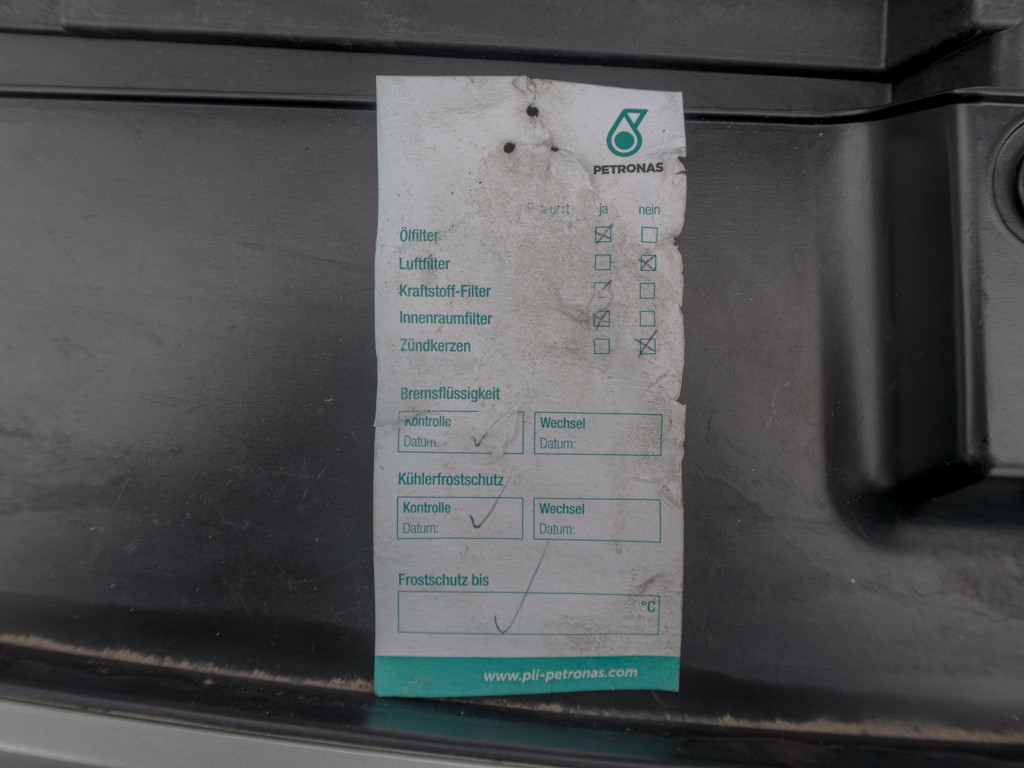 PETRONAS
ja nein
Ölfilter
Luftfilter
Kraftstoff-Filter
Innenraumfilter
Zündkerzen
Bremsflüssigkeit
Kontrolle Wechsel
Datum: Datum:
Kühlerfrostschutz
Kontrolle Wechsel
Datum: Datum:
Frostschutz bis
°C
www.pli-petronas.com